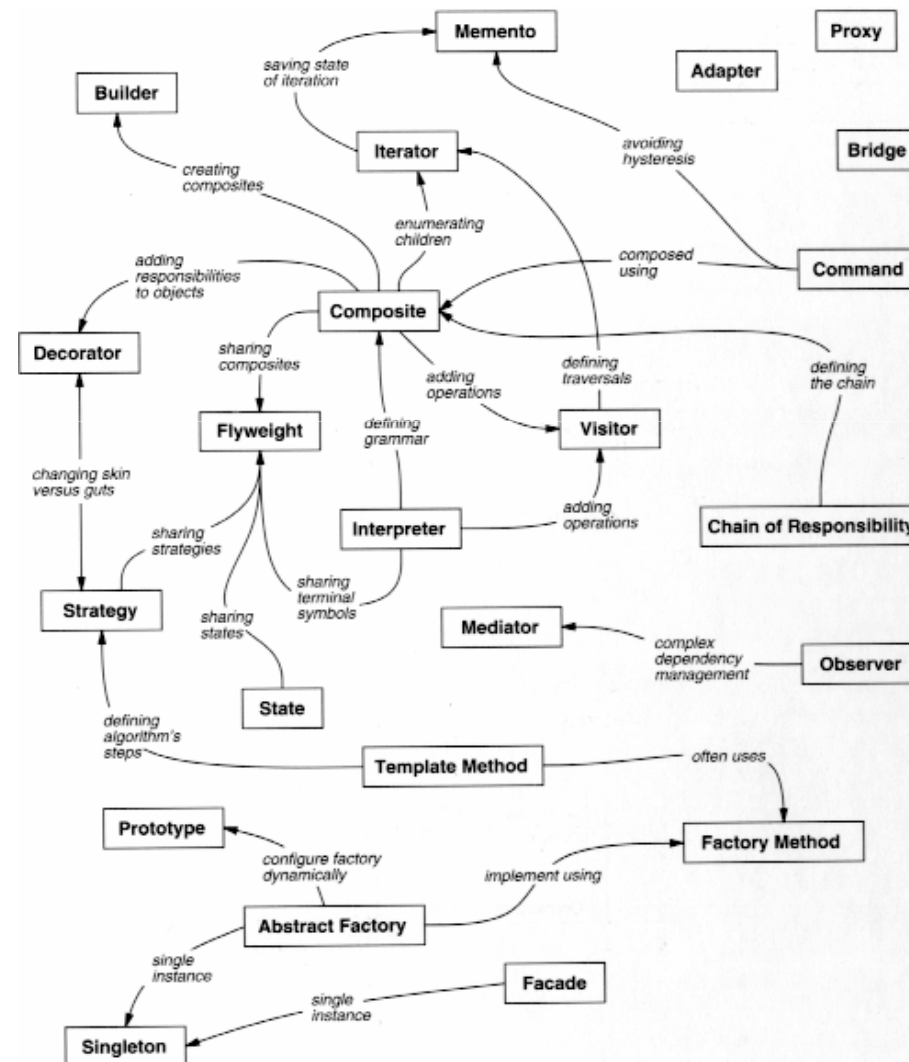 Memento
Proxy
saving state
of iteration
Adapter
Builder
Iterator
avoiding
hysteresis
Bridge
creating
composites
enumerating
children
adding
responsibilities
to objects
composed
using
Command
Composite
Decorator
sharing
composites
adding
operations
defining
traversals
defining
the chain
Flyweight
defining
grammar
Visitor
changing skin
versus guts
Interpreter
adding
operations
Chain of Responsibility
sharing
strategies
sharing
terminal
symbols
Strategy
sharing
states
Mediator
complex
dependency
management
Observer
State
defining
algorithm's
steps
Template Method
often uses
Prototype
Factory Method
configure factory
dynamically
implement using
Abstract Factory
single
instance
Facade
single
instance
Singleton